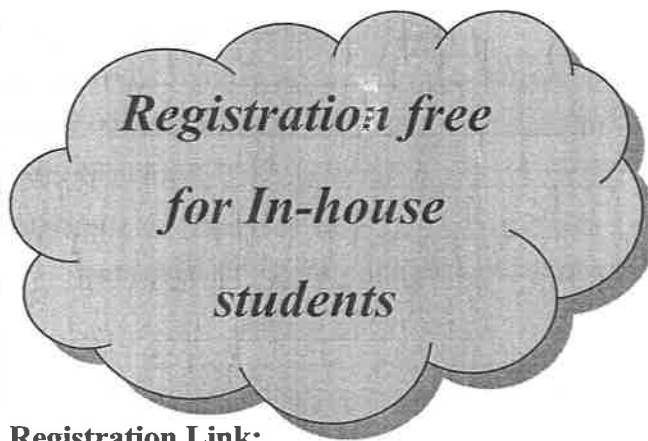 Registration free
for In-house
students
Registration Link: